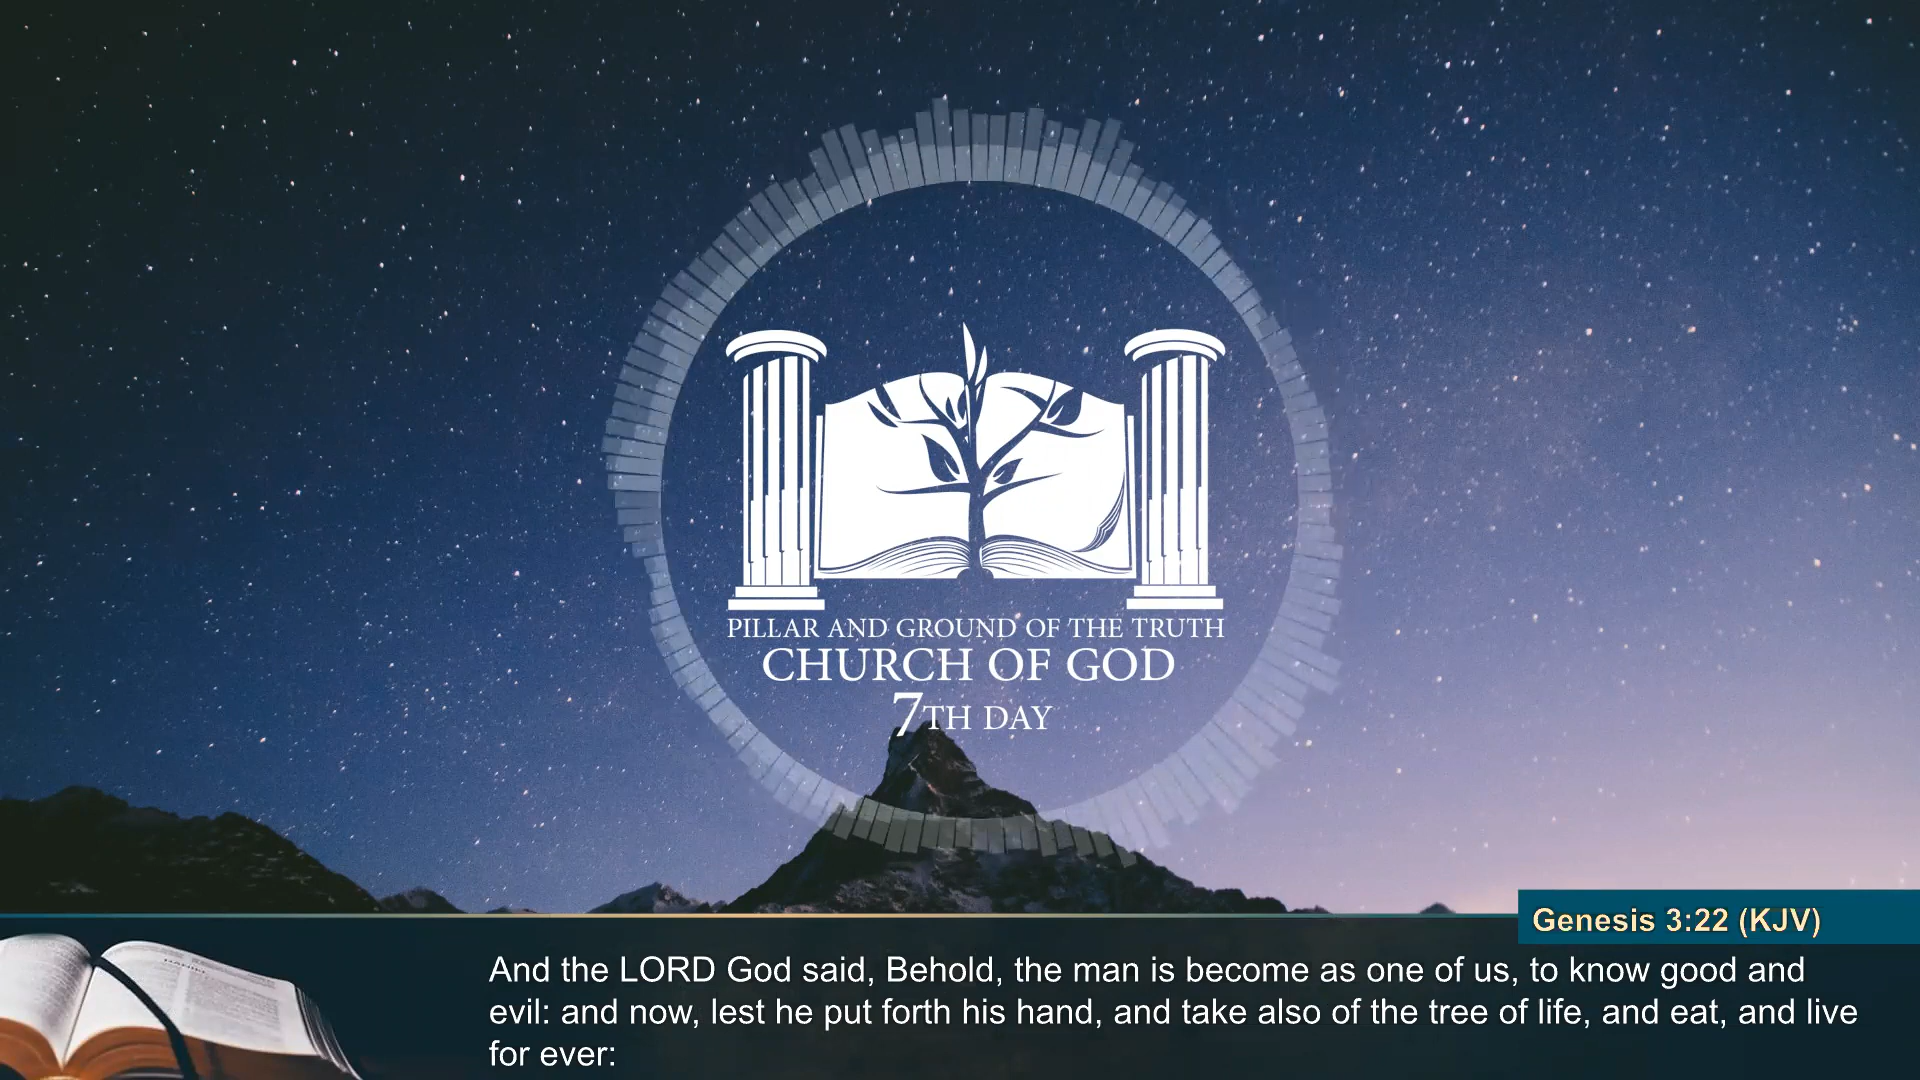 PILLAR AND GROUND OF THE TRUTH
CHURCH OF GOD
7TH DAY
Genesis 3:22 (KJV)
And the LORD God said, Behold, the man is become as one of us, to know good and
evil: and now, lest he put forth his hand, and take also of the tree of life, and eat, and live
for ever: